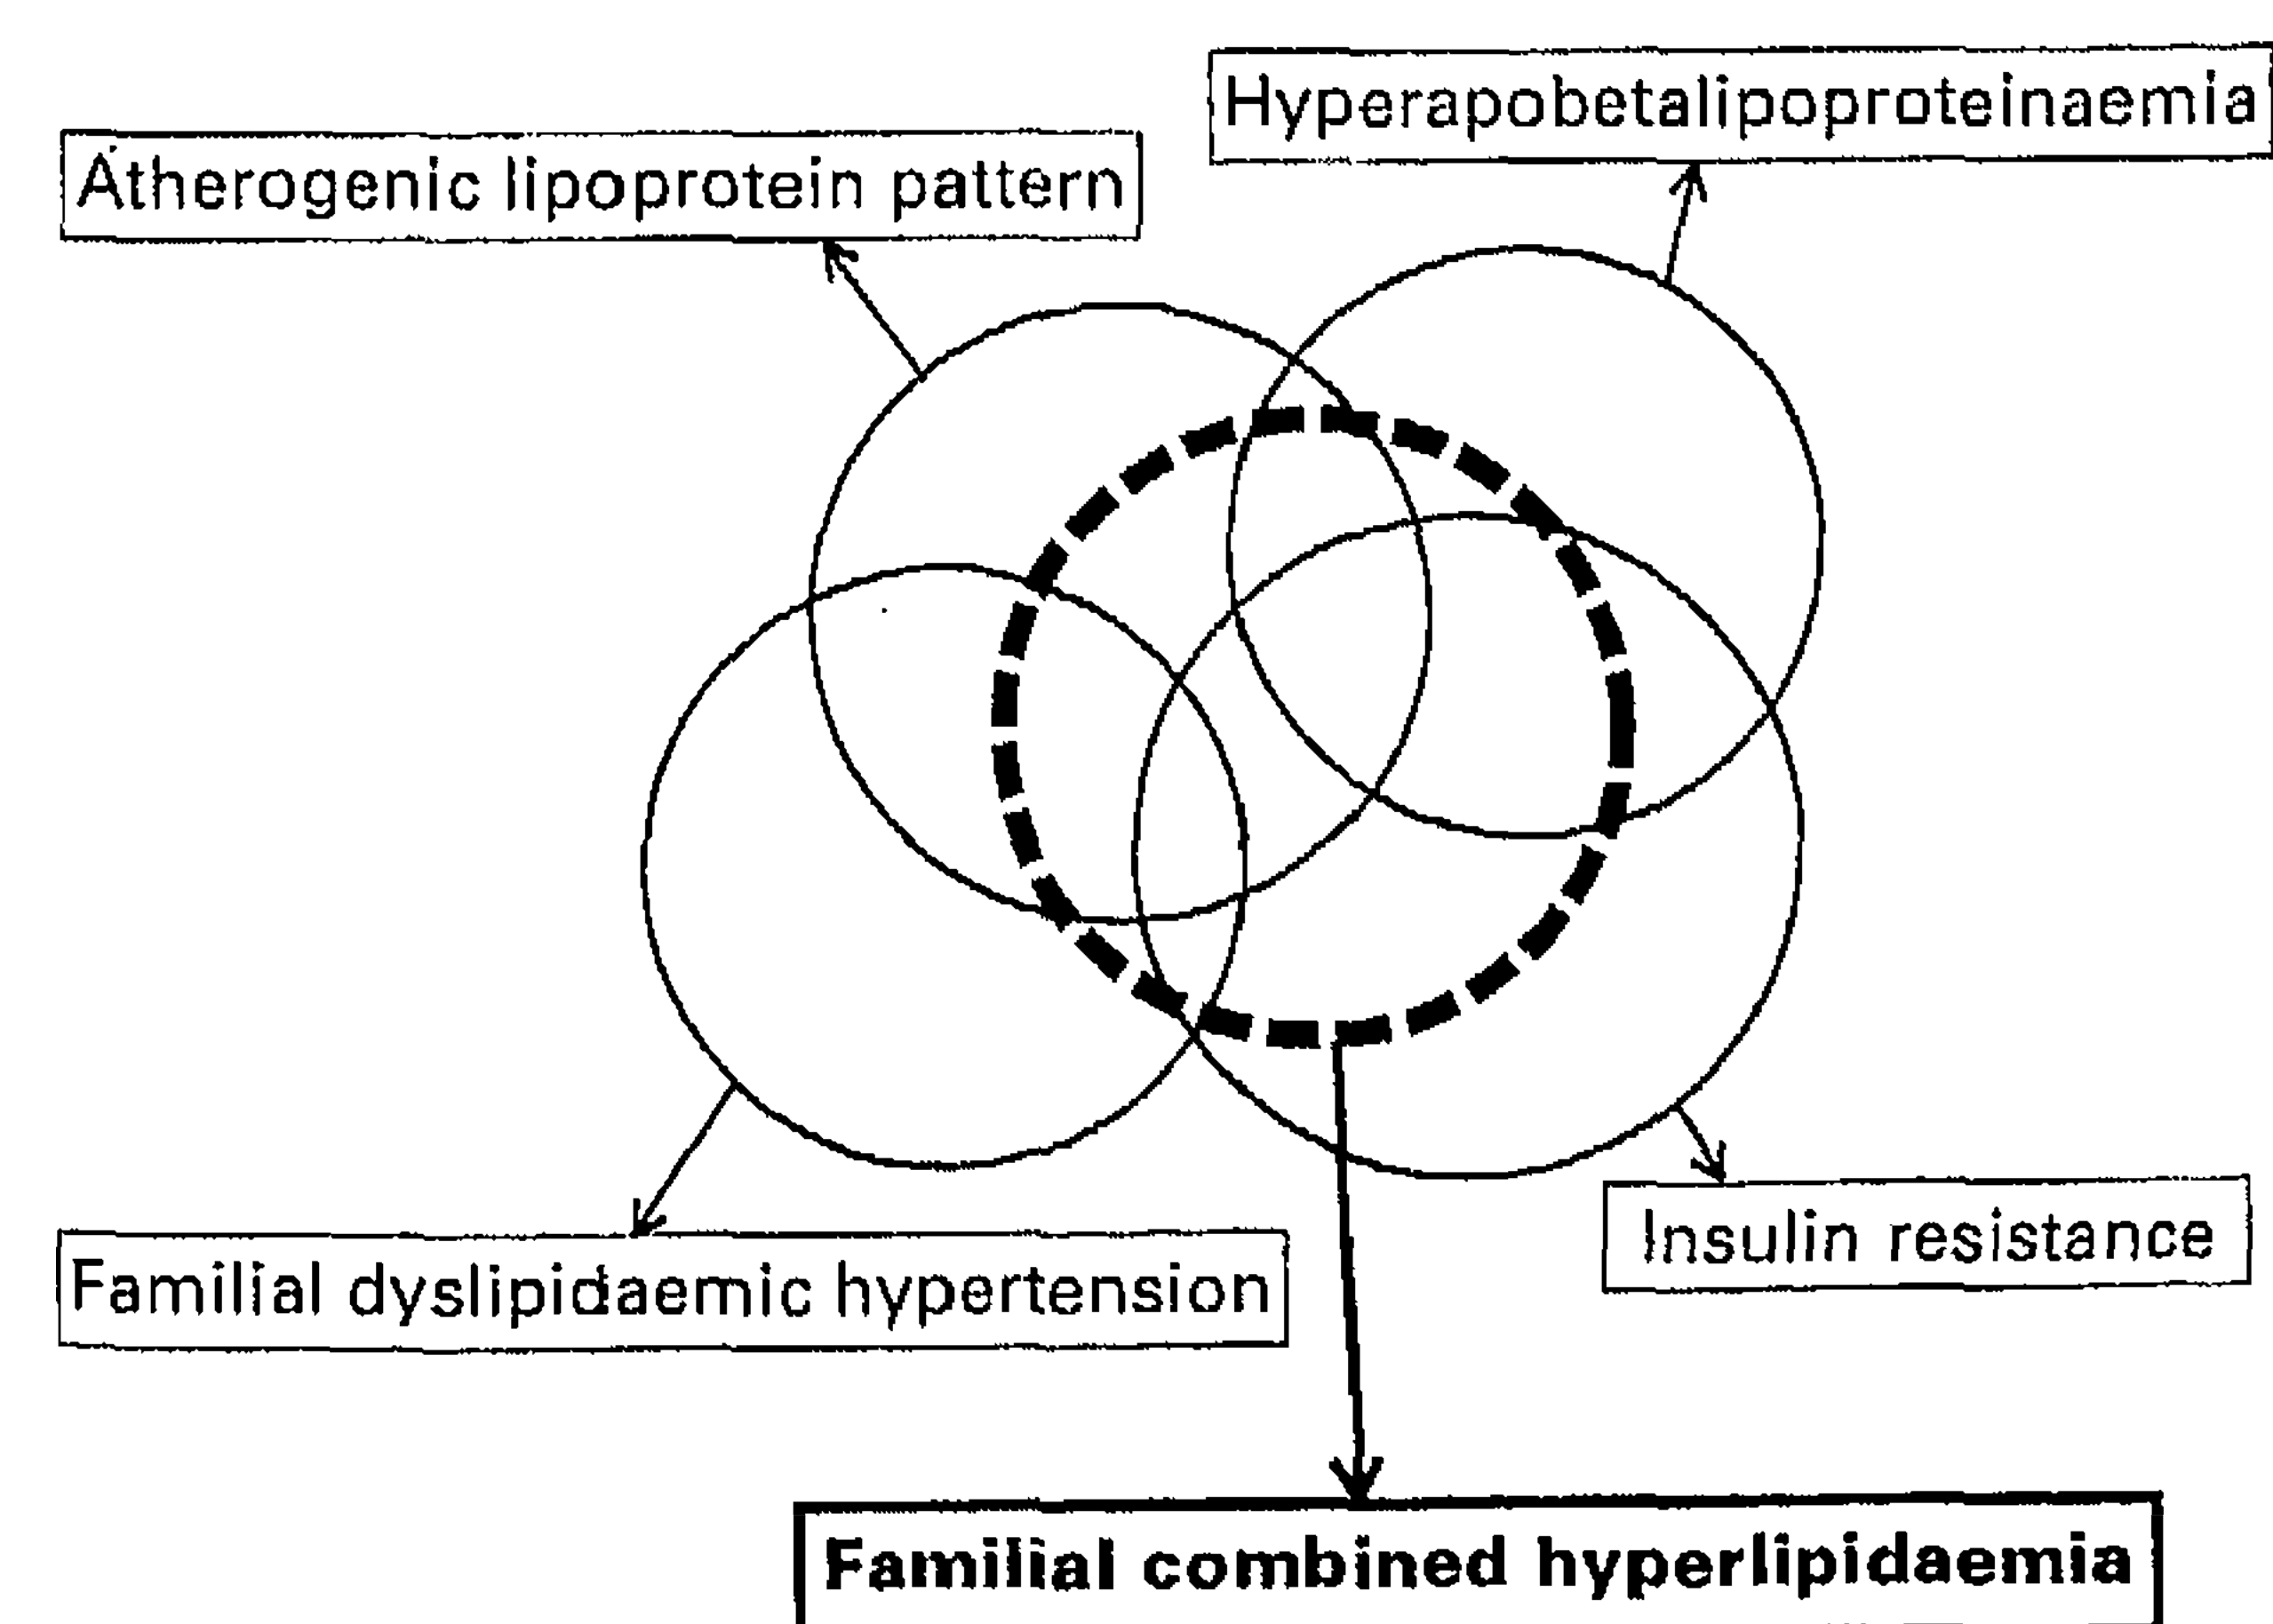 Hyperapobetalipoproteinaemia
Atherogenic lipoprotein pattern
Insulin resistance
Familial dyslipidaemic hypertension
Familial combined hyperlipidaemia